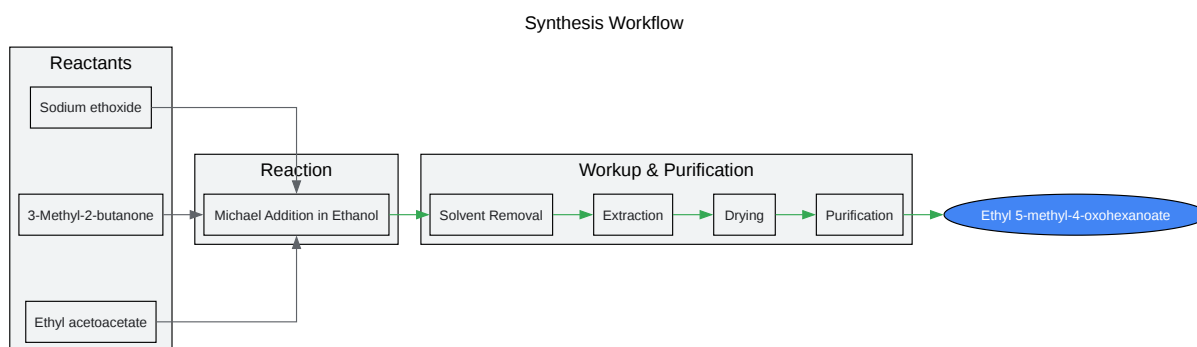 Synthesis Workflow
Reactants
Sodium ethoxide
3-Methyl-2-butanone
Ethyl acetoacetate
Reaction
Michael Addition in Ethanol
Workup & Purification
Solvent Removal
Extraction
Drying
Purification
Ethyl 5-methyl-4-oxohexanoate